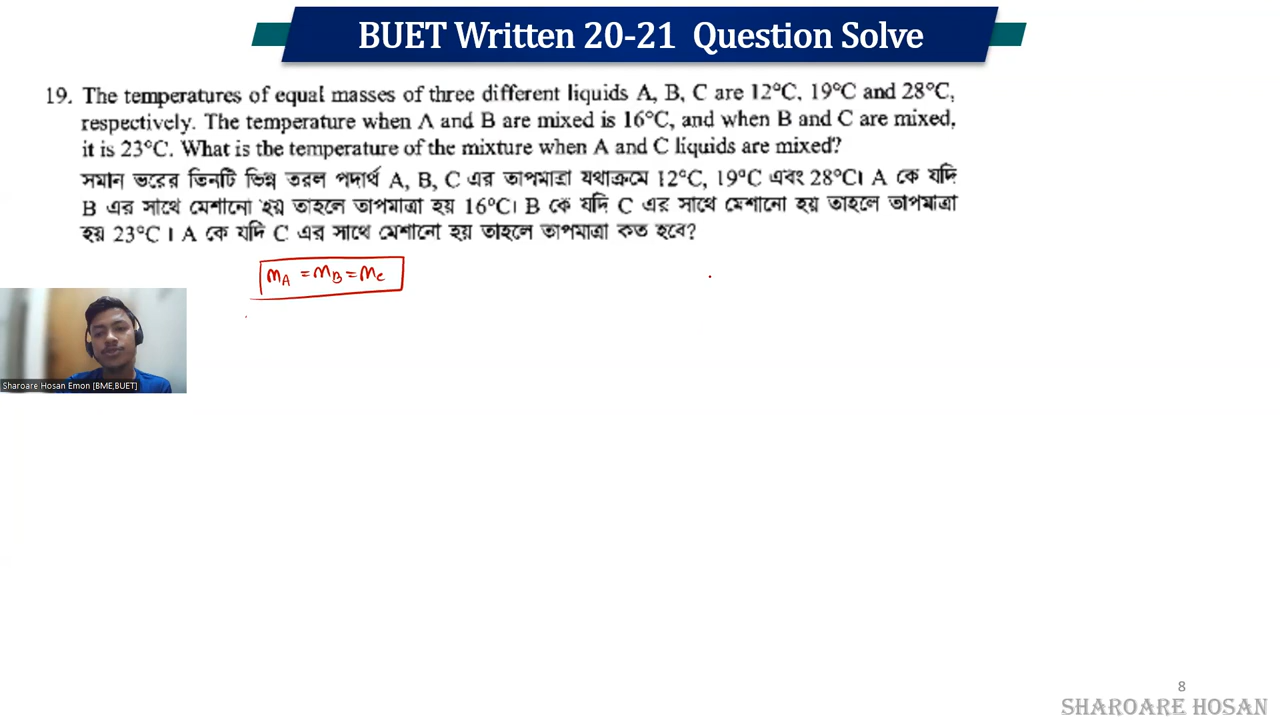 BUET Written 20-21 Question Solve
19. The temperatures of equal masses of three different liquids A, B, C are 12°C, 19°C and 28°C,
respectively. The temperature when A and B are mixed is 16°C, and when B and C are mixed,
it is 23°C. What is the temperature of the mixture when A and C liquids are mixed?
সমান ভরের তিনটি ভিন্ন তরল পদার্থ A, B, C এর তাপমাত্রা যথাক্রমে 12°C, 19°C এবং 28°C। A কে যদি
B এর সাথে মেশানো হয় তাহলে তাপমাত্রা হয় 16°C। B কে যদি C এর সাথে মেশানো হয় তাহলে তাপমাত্রা
হয় 23°C। A কে যদি C এর সাথে মেশানো হয় তাহলে তাপমাত্রা কত হবে?
m_A = m_B = m_C
Sharoare Hosan Emon [BME,BUET]
8
SHAROARE HOSAN